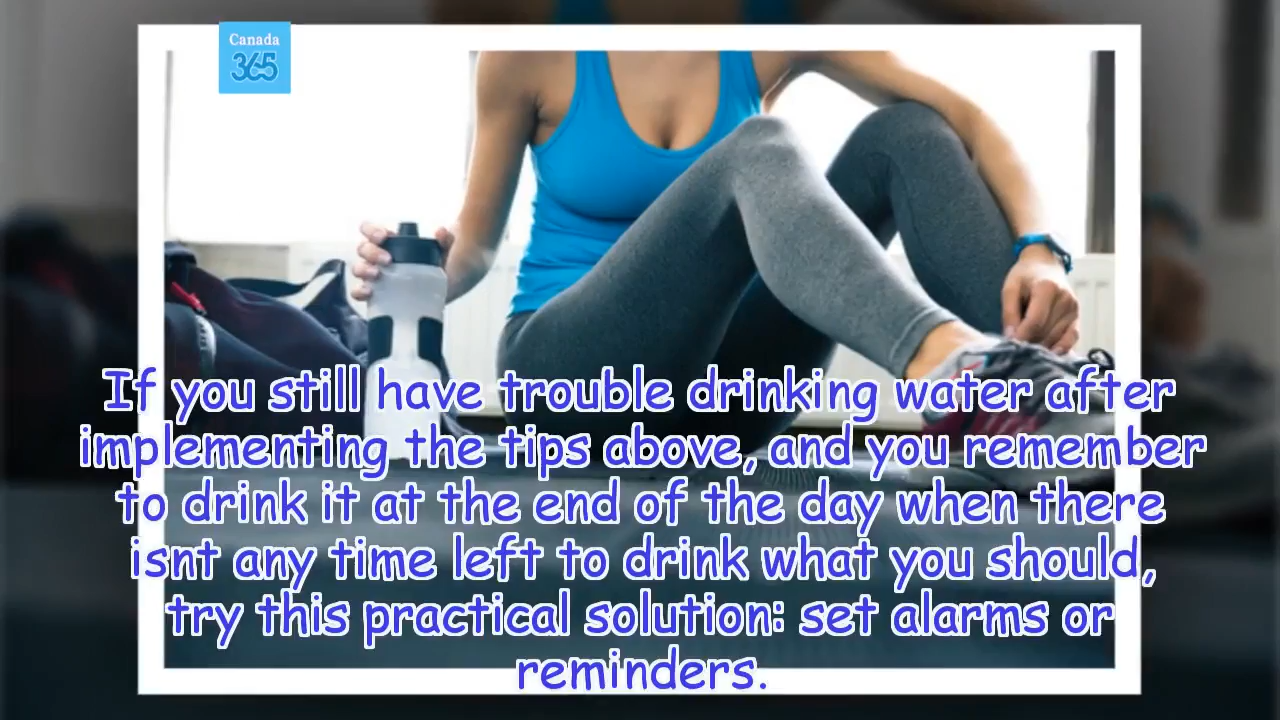 Canada
365
If you still have trouble drinking water after
implementing the tips above, and you remember
to drink it at the end of the day when there
isnt any time left to drink what you should,
try this practical solution: set alarms or
reminders.